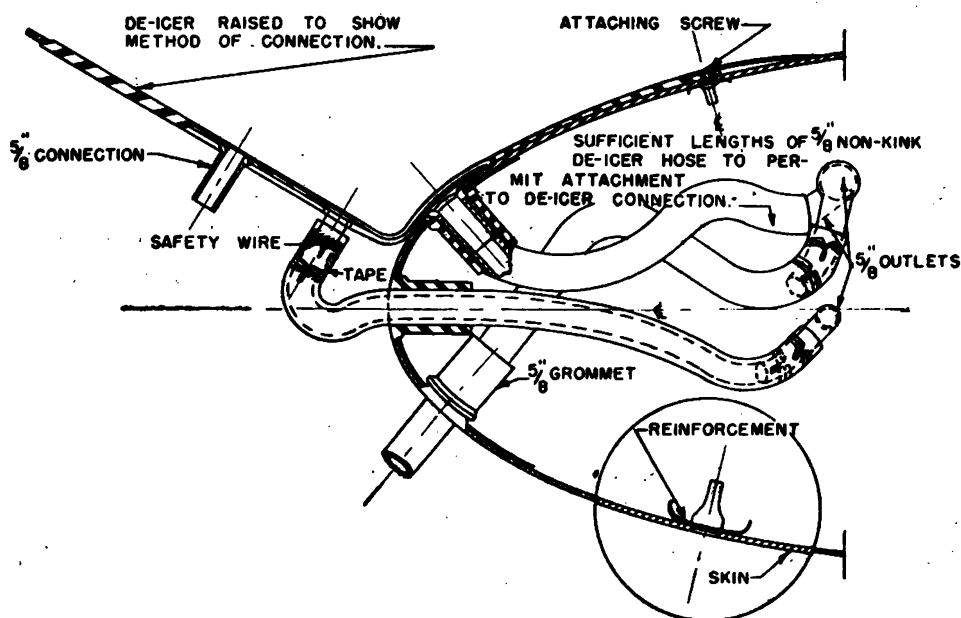 DE-ICER RAISED TO SHOW
METHOD OF CONNECTION.
ATTACHING SCREW
5/8" CONNECTION
SUFFICIENT LENGTHS OF 5/8" NON-KINK
DE-ICER HOSE TO PER-
MIT ATTACHMENT
TO DE-ICER CONNECTION.
SAFETY WIRE
TAPE
5/8" OUTLETS
5/8" GROMMET
REINFORCEMENT
SKIN